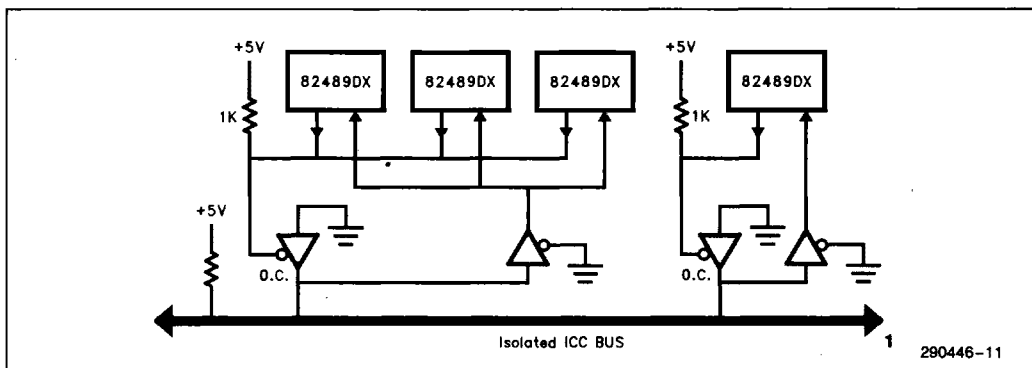 +5V
82489DX
82489DX
82489DX
+5V
82489DX
1K
1K
+5V
O.C.
O.C.
Isolated ICC BUS
1
290446-11